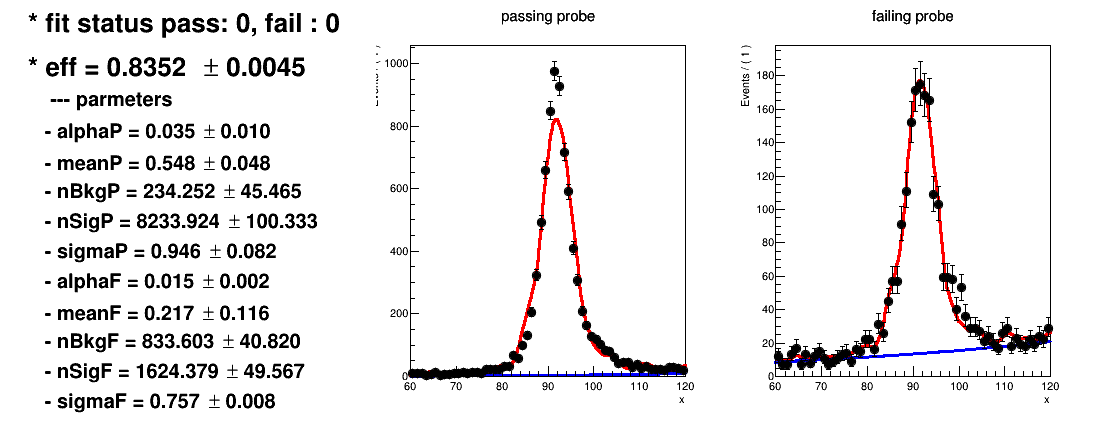 * fit status pass: 0, fail : 0
* eff = 0.8352 ± 0.0045
--- parmeters
- alphaP = 0.035 ± 0.010
- meanP = 0.548 ± 0.048
- nBkgP = 234.252 ± 45.465
- nSigP = 8233.924 ± 100.333
- sigmaP = 0.946 ± 0.082
- alphaF = 0.015 ± 0.002
- meanF = 0.217 ± 0.116
- nBkgF = 833.603 ± 40.820
- nSigF = 1624.379 ± 49.567
- sigmaF = 0.757 ± 0.008
passing probe
1000
800
600
400
200
0
60 70 80 90 100 110 120
x
failing probe
Events / ( 1 )
180
160
140
120
100
80
60
40
20
0
60 70 80 90 100 110 120
x